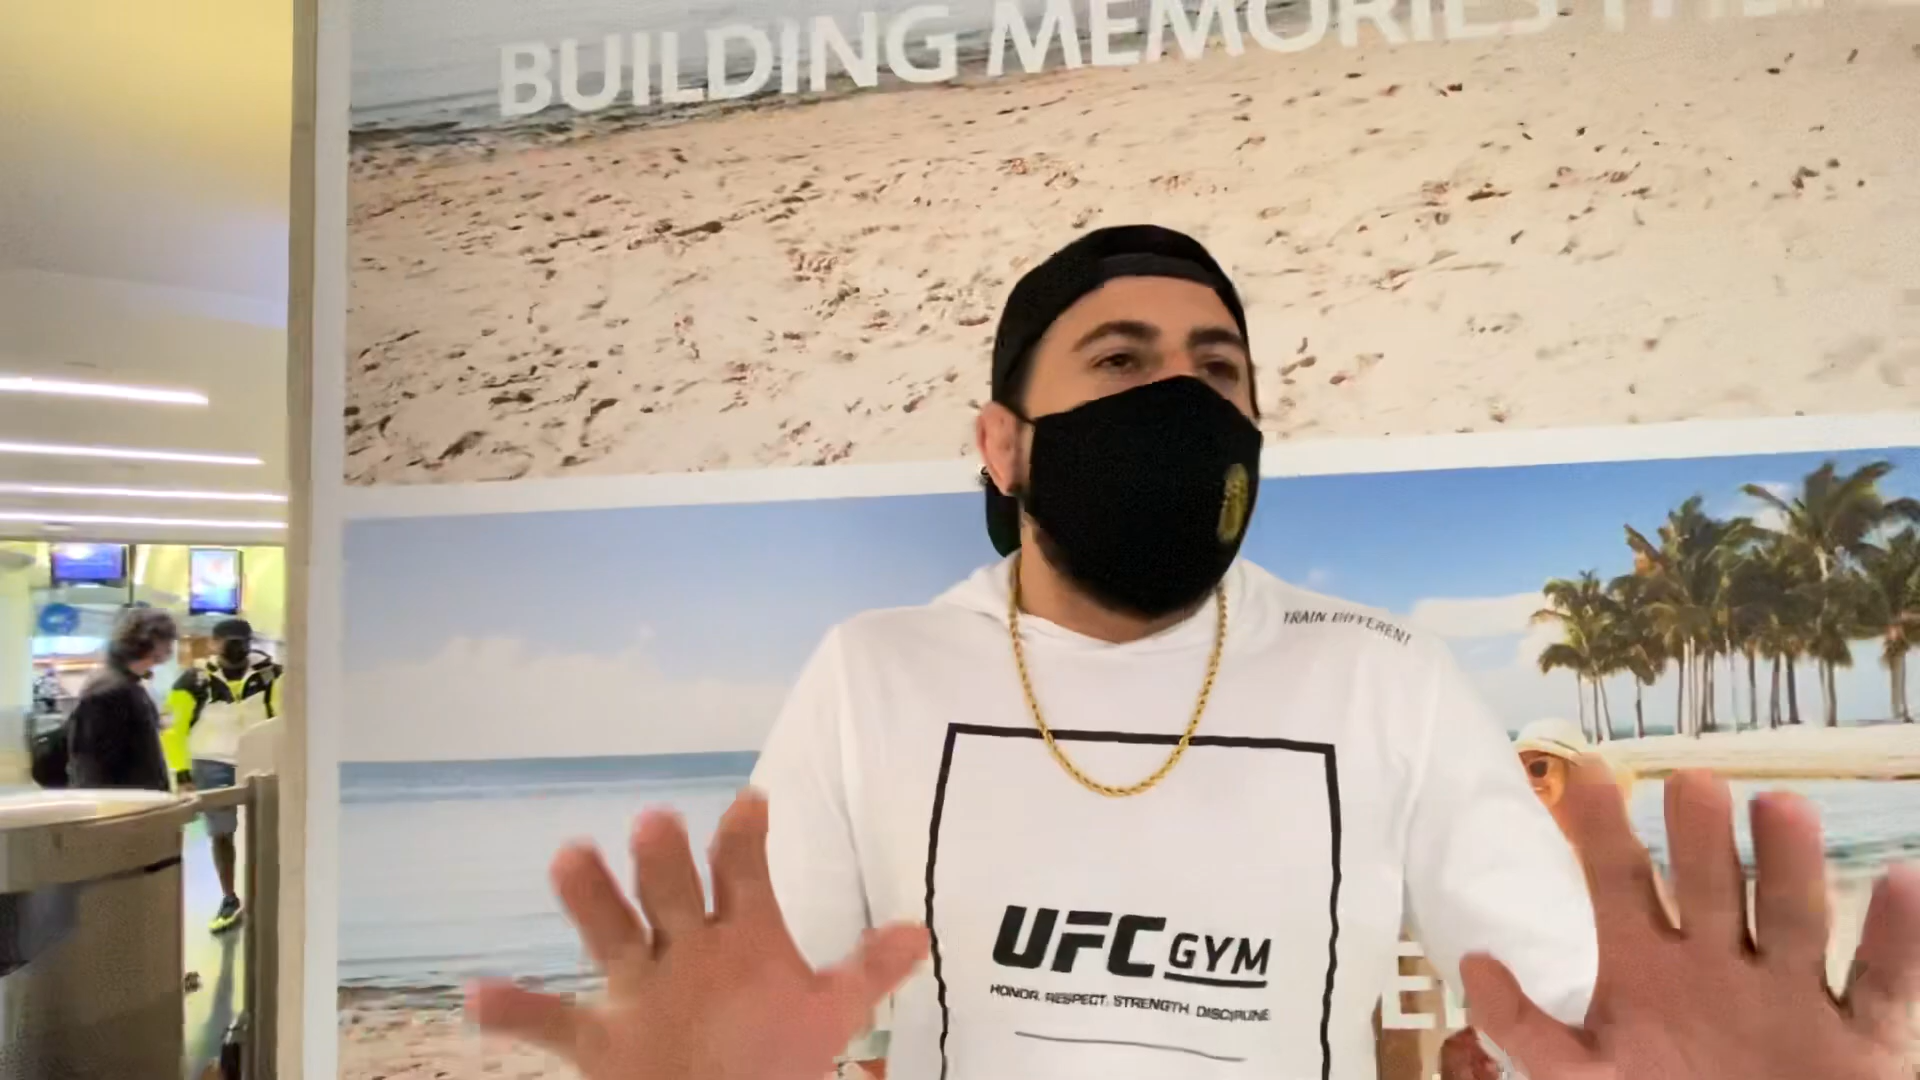 BUILDING MEMORIES
TRAIN DIFFERENT
UFC GYM
HONOR. RESPECT. STRENGTH. DISCIPLINE